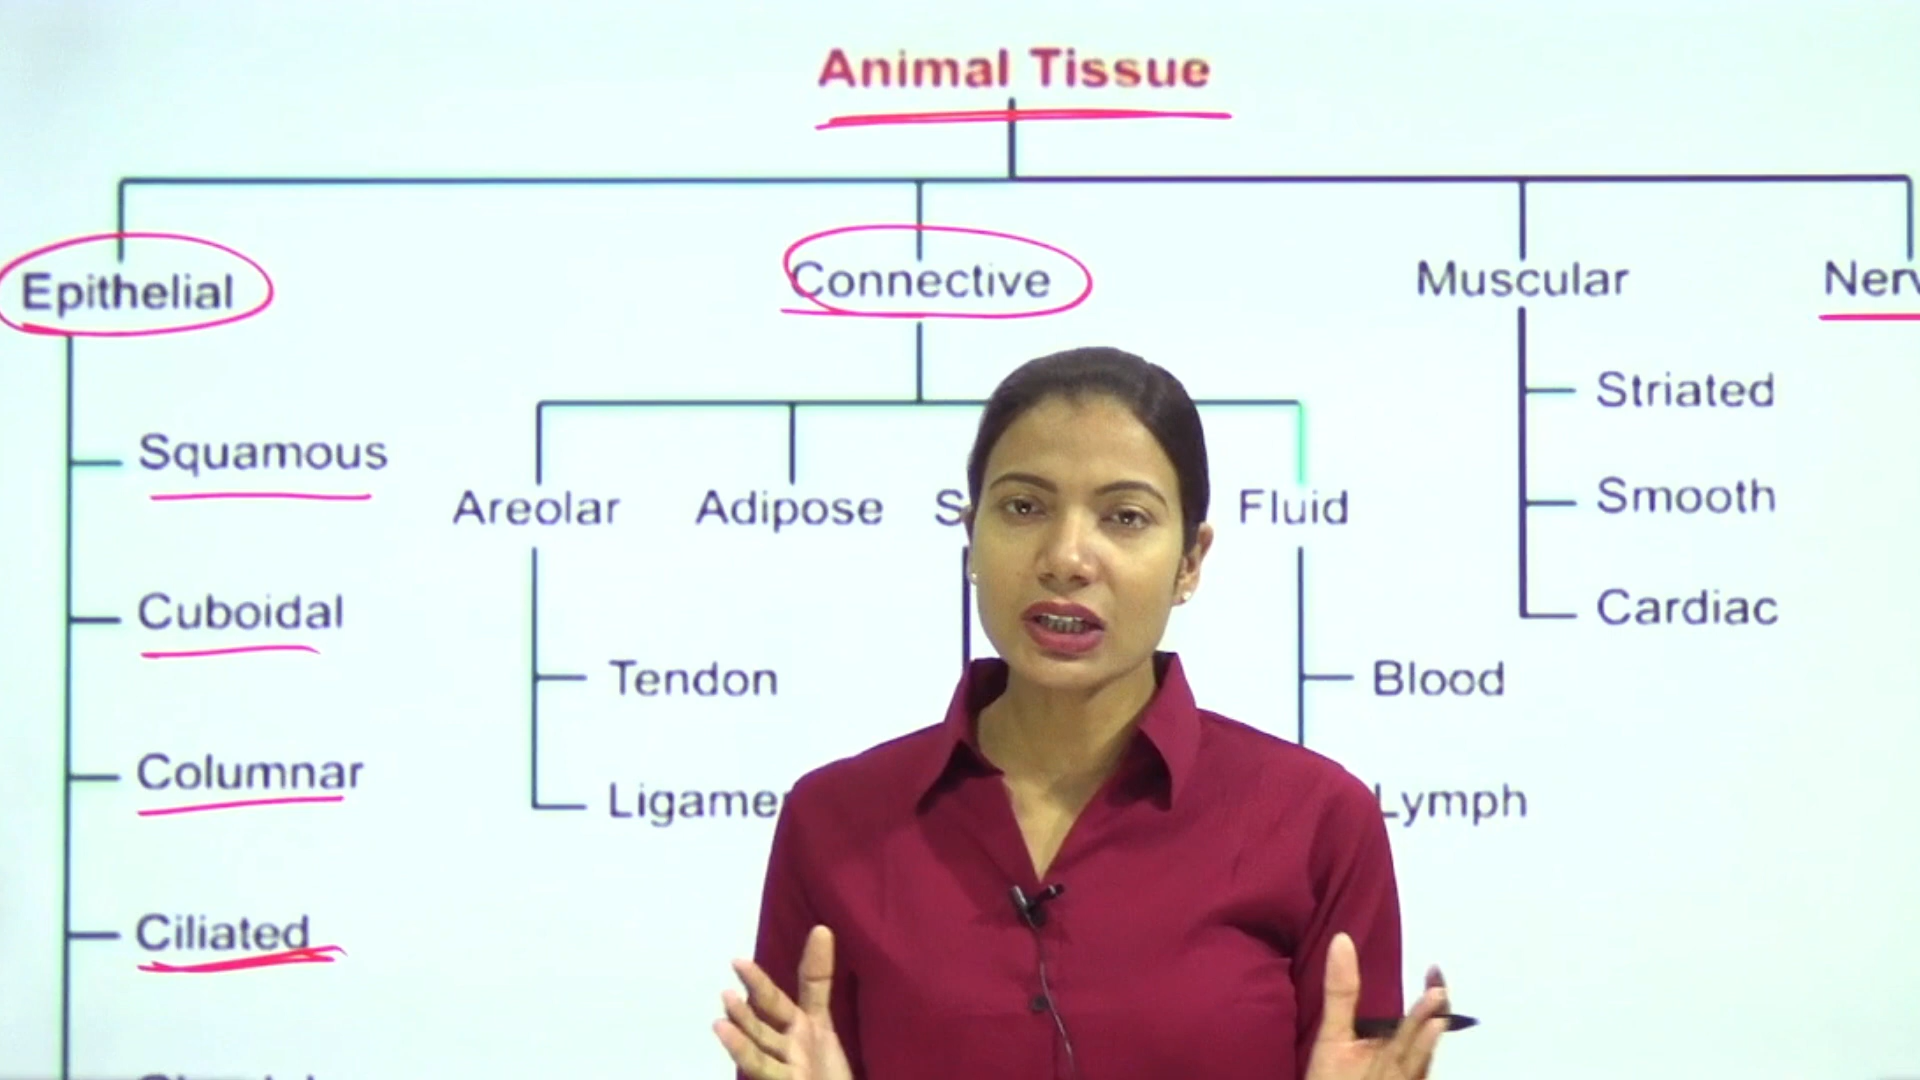 Animal Tissue
Epithelial
Connective
Muscular
Squamous
Cuboidal
Columnar
Ciliated
Areolar
Adipose
Fluid
Tendon
Blood
Lymph
Striated
Smooth
Cardiac